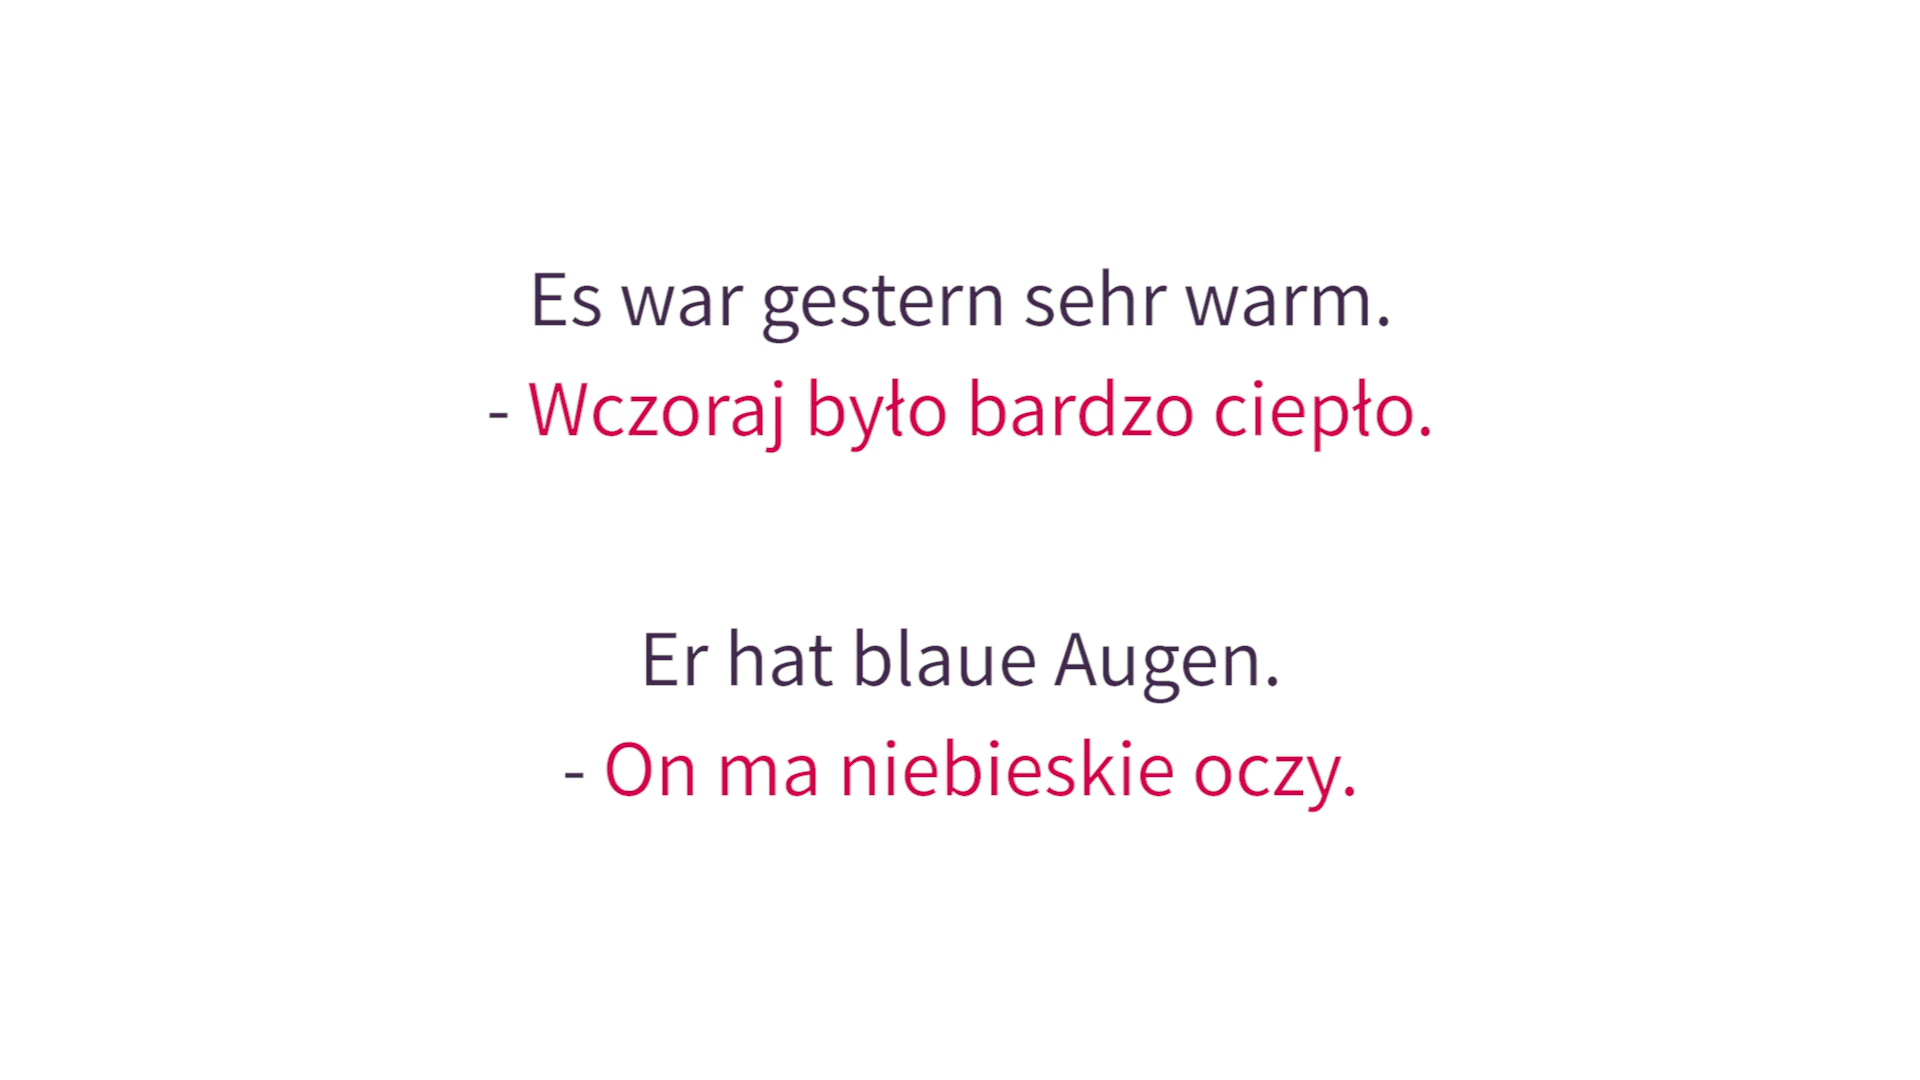 Es war gestern sehr warm.
- Wczoraj było bardzo ciepło.
Er hat blaue Augen.
- On ma niebieskie oczy.